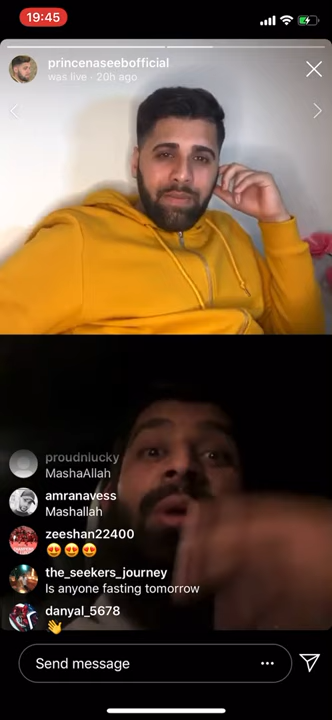 19:45
princenaseebofficial
was live · 20h ago
proudnlucky
MashaAllah
amranavess
Mashallah
zeeshan22400
😍😍😍
the_seekers_journey
Is anyone fasting tomorrow
danyal_5678
👋
Send message